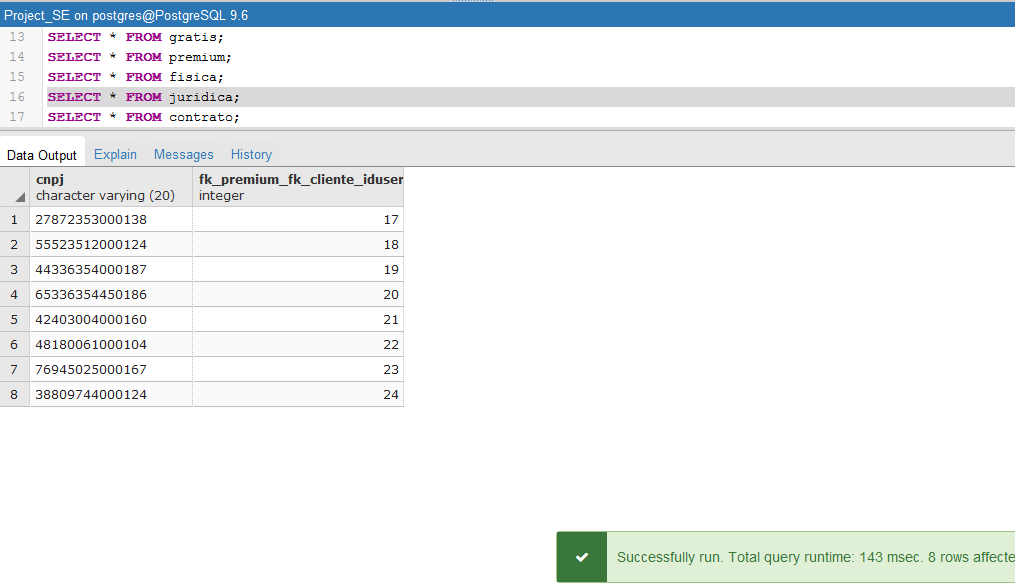 Project_SE on postgres@PostgreSQL 9.6
13 SELECT * FROM gratis;
14 SELECT * FROM premium;
15 SELECT * FROM fisica;
16 SELECT * FROM juridica;
17 SELECT * FROM contrato;
Data Output Explain Messages History
cnpj fk_premium_fk_cliente_iduser
character varying (20) integer
1 27872353000138 17
2 55523512000124 18
3 44336354000187 19
4 65336354450186 20
5 42403004000160 21
6 48180061000104 22
7 76945025000167 23
8 38809744000124 24
Successfully run. Total query runtime: 143 msec. 8 rows affecte